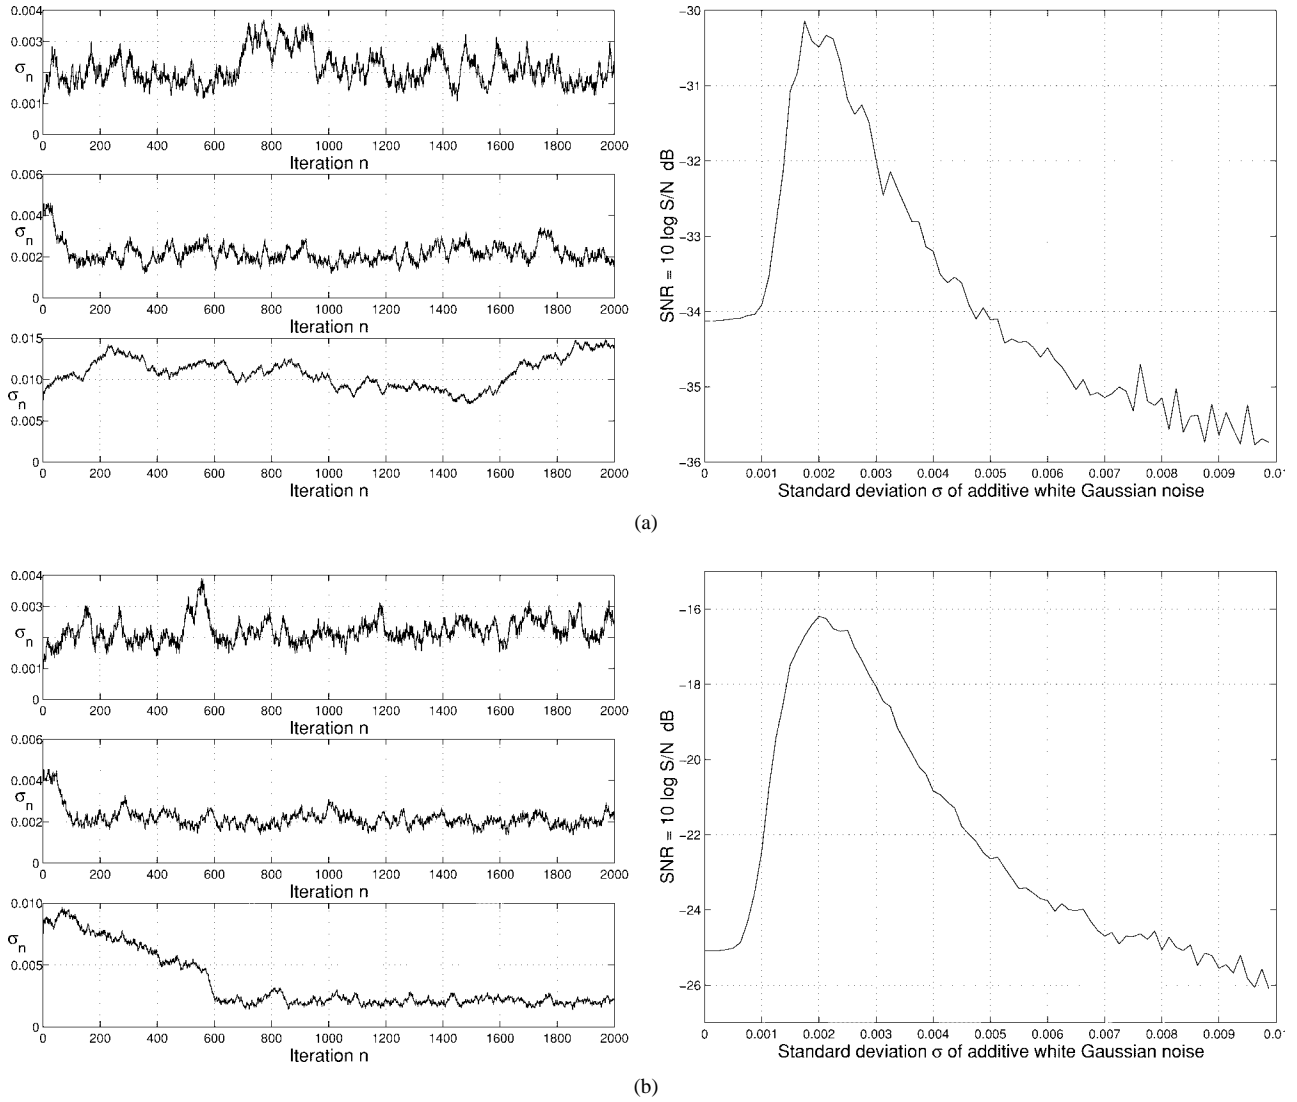 0.004
0.003
σn
0.001
0
0 200 400 600 800 1000 1200 1400 1600 1800 2000
Iteration n
0.006
0.004
σn
0.002
0
0 200 400 600 800 1000 1200 1400 1600 1800 2000
Iteration n
0.015
0.010
σn
0.005
0
0 200 400 600 800 1000 1200 1400 1600 1800 2000
Iteration n
SNR = 10 log S/N dB
-30
-31
-32
-33
-34
-35
-36
0 0.001 0.002 0.003 0.004 0.005 0.006 0.007 0.008 0.009 0.0
Standard deviation σ of additive white Gaussian noise
(a)
0.004
0.003
σn
0.001
0
0 200 400 600 800 1000 1200 1400 1600 1800 2000
Iteration n
0.006
0.004
σn
0.002
0
0 200 400 600 800 1000 1200 1400 1600 1800 2000
Iteration n
0.010
σn
0.005
0
0 200 400 600 800 1000 1200 1400 1600 1800 2000
Iteration n
SNR = 10 log S/N dB
-16
-18
-20
-22
-24
-26
0 0.001 0.002 0.003 0.004 0.005 0.006 0.007 0.008 0.009 0.0
Standard deviation σ of additive white Gaussian noise
(b)